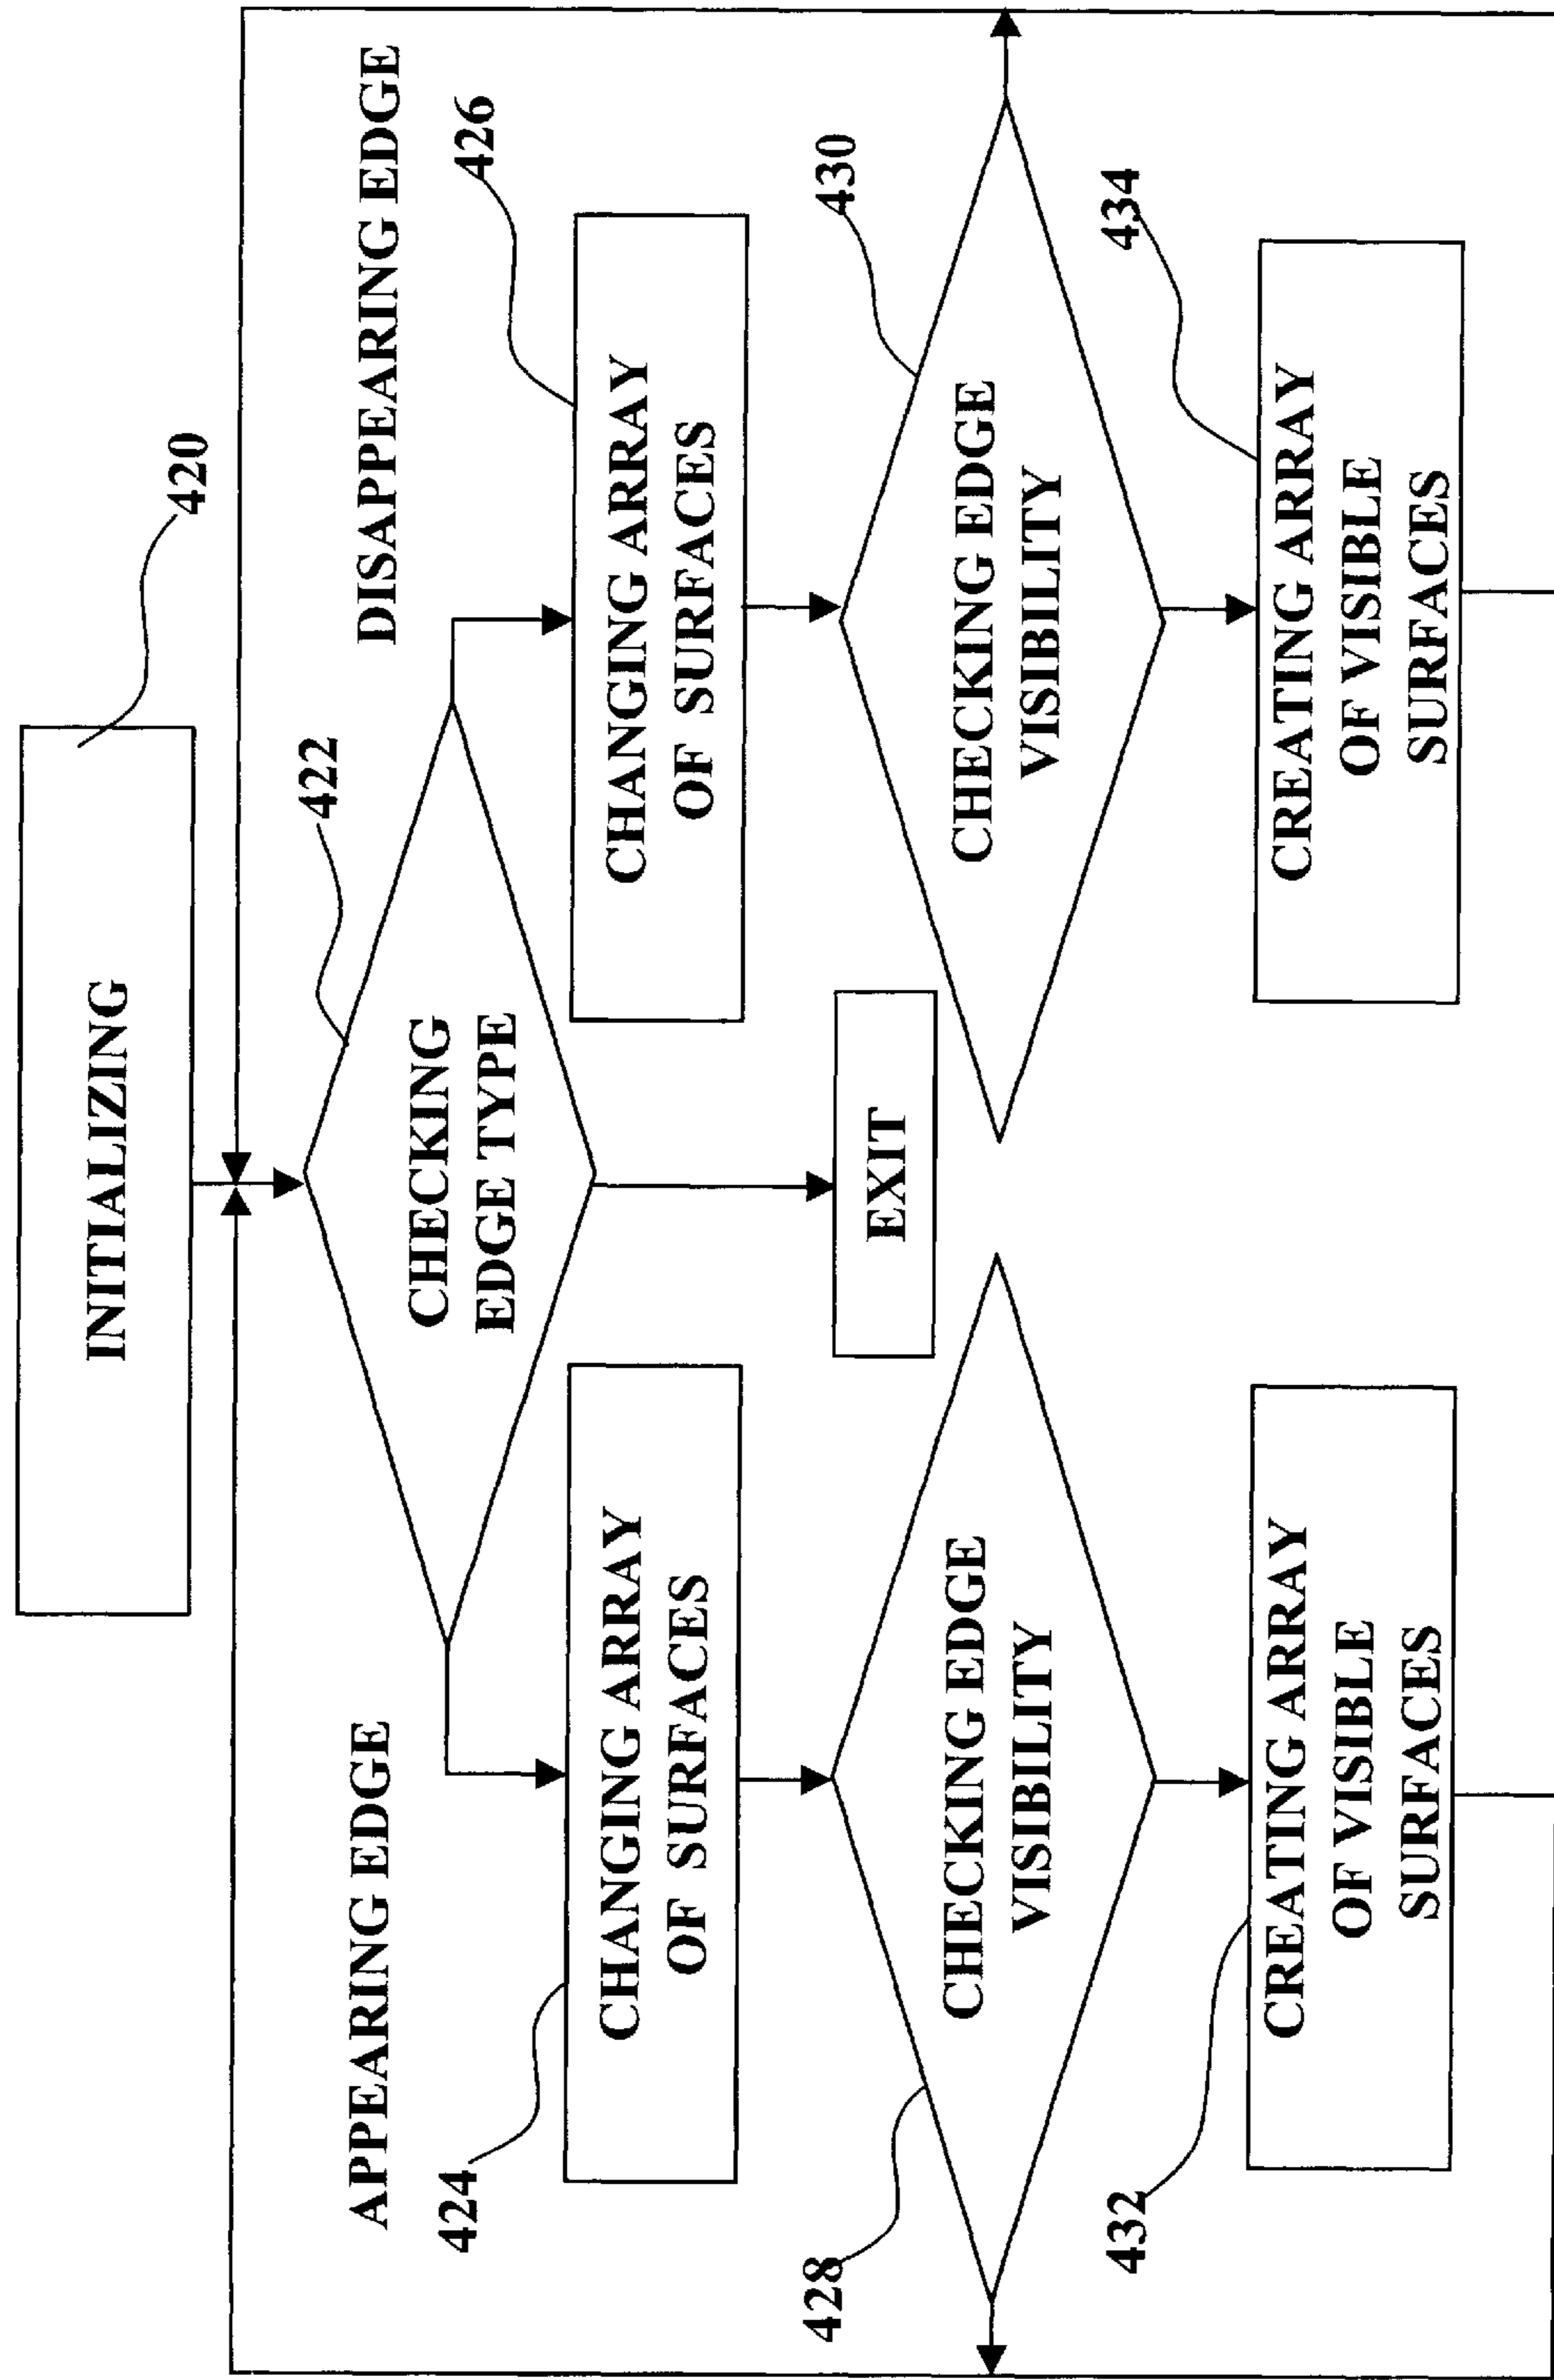 INITIALIZING
420
422
APPEARING EDGE
DISAPPEARING EDGE
CHECKING
EDGE TYPE
424
426
CHANGING ARRAY
OF SURFACES
CHANGING ARRAY
OF SURFACES
EXIT
428
430
CHECKING EDGE
VISIBILITY
CHECKING EDGE
VISIBILITY
432
434
CREATING ARRAY
OF VISIBLE
SURFACES
CREATING ARRAY
OF VISIBLE
SURFACES